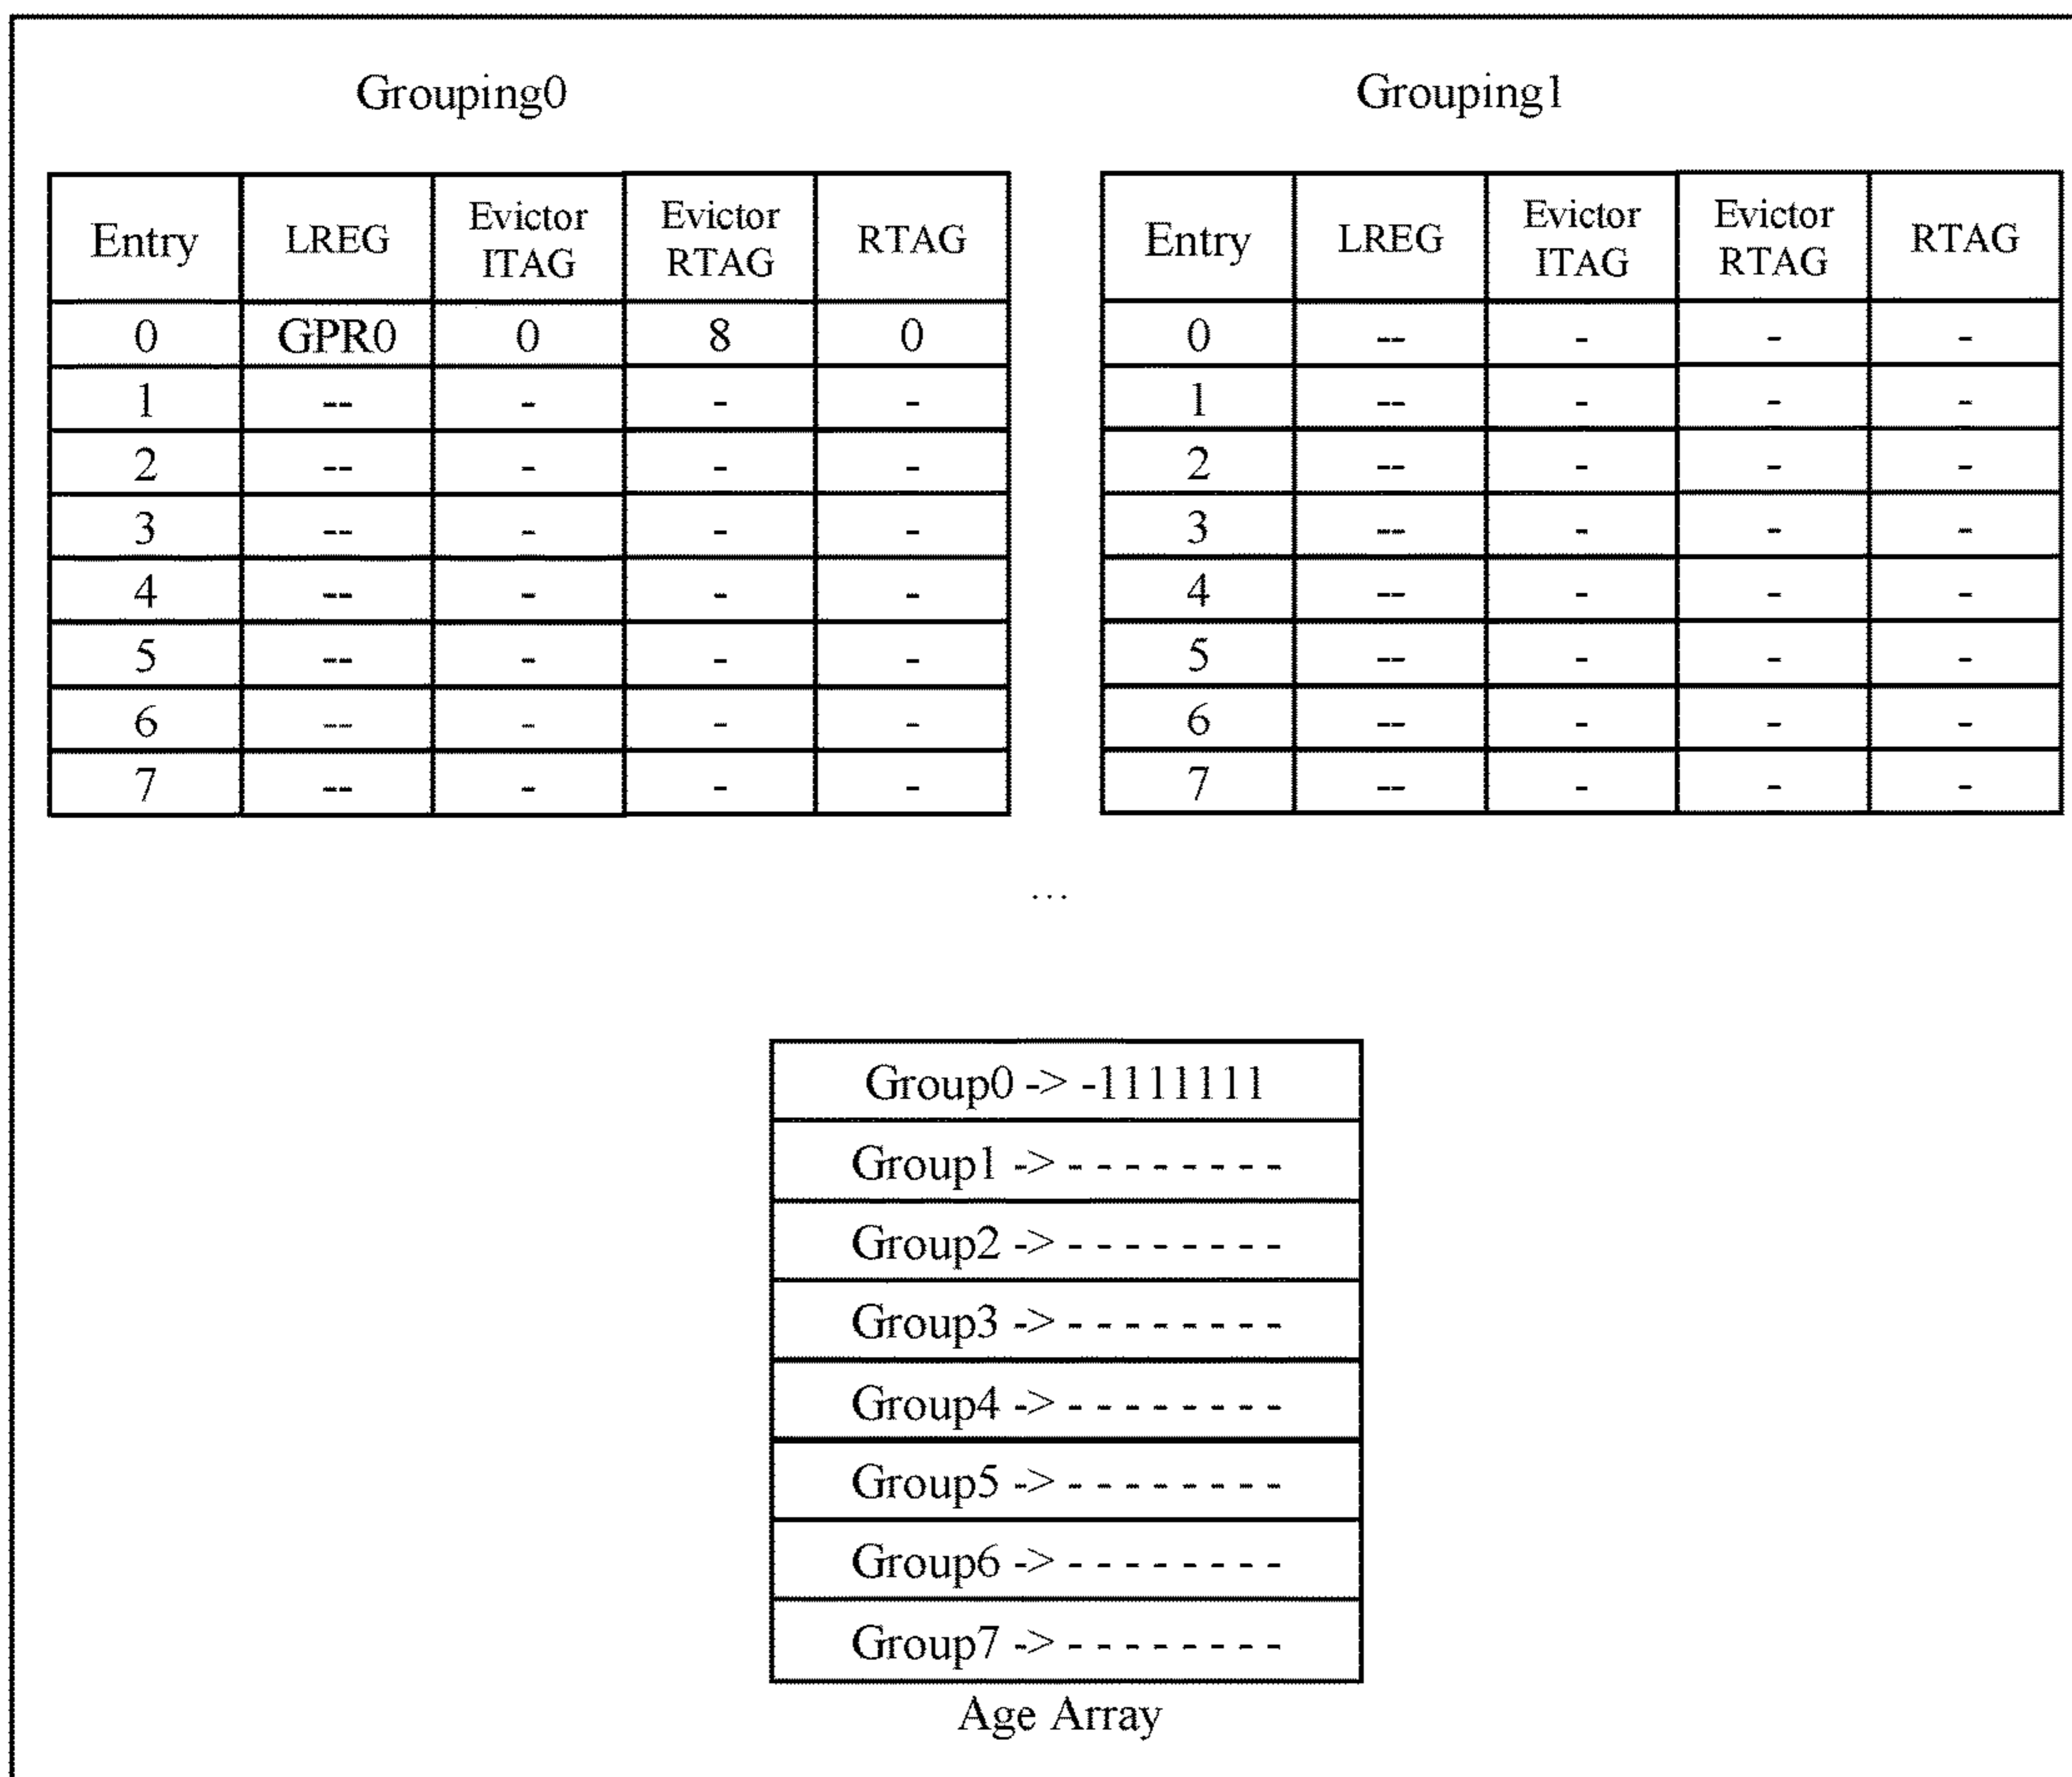 Grouping0
Entry LREG Evictor ITAG Evictor RTAG RTAG
0 GPR0 0 8 0
1 -- - - -
2 -- - - -
3 -- - - -
4 -- - - -
5 -- - - -
6 -- - - -
7 -- - - -
Grouping1
Entry LREG Evictor ITAG Evictor RTAG RTAG
0 -- - - -
1 -- - - -
2 -- - - -
3 -- - - -
4 -- - - -
5 -- - - -
6 -- - - -
7 -- - - -
...
Group0 -> -1111111
Group1 -> - - - - - - - -
Group2 -> - - - - - - - -
Group3 -> - - - - - - - -
Group4 -> - - - - - - - -
Group5 -> - - - - - - - -
Group6 -> - - - - - - - -
Group7 -> - - - - - - - -
Age Array